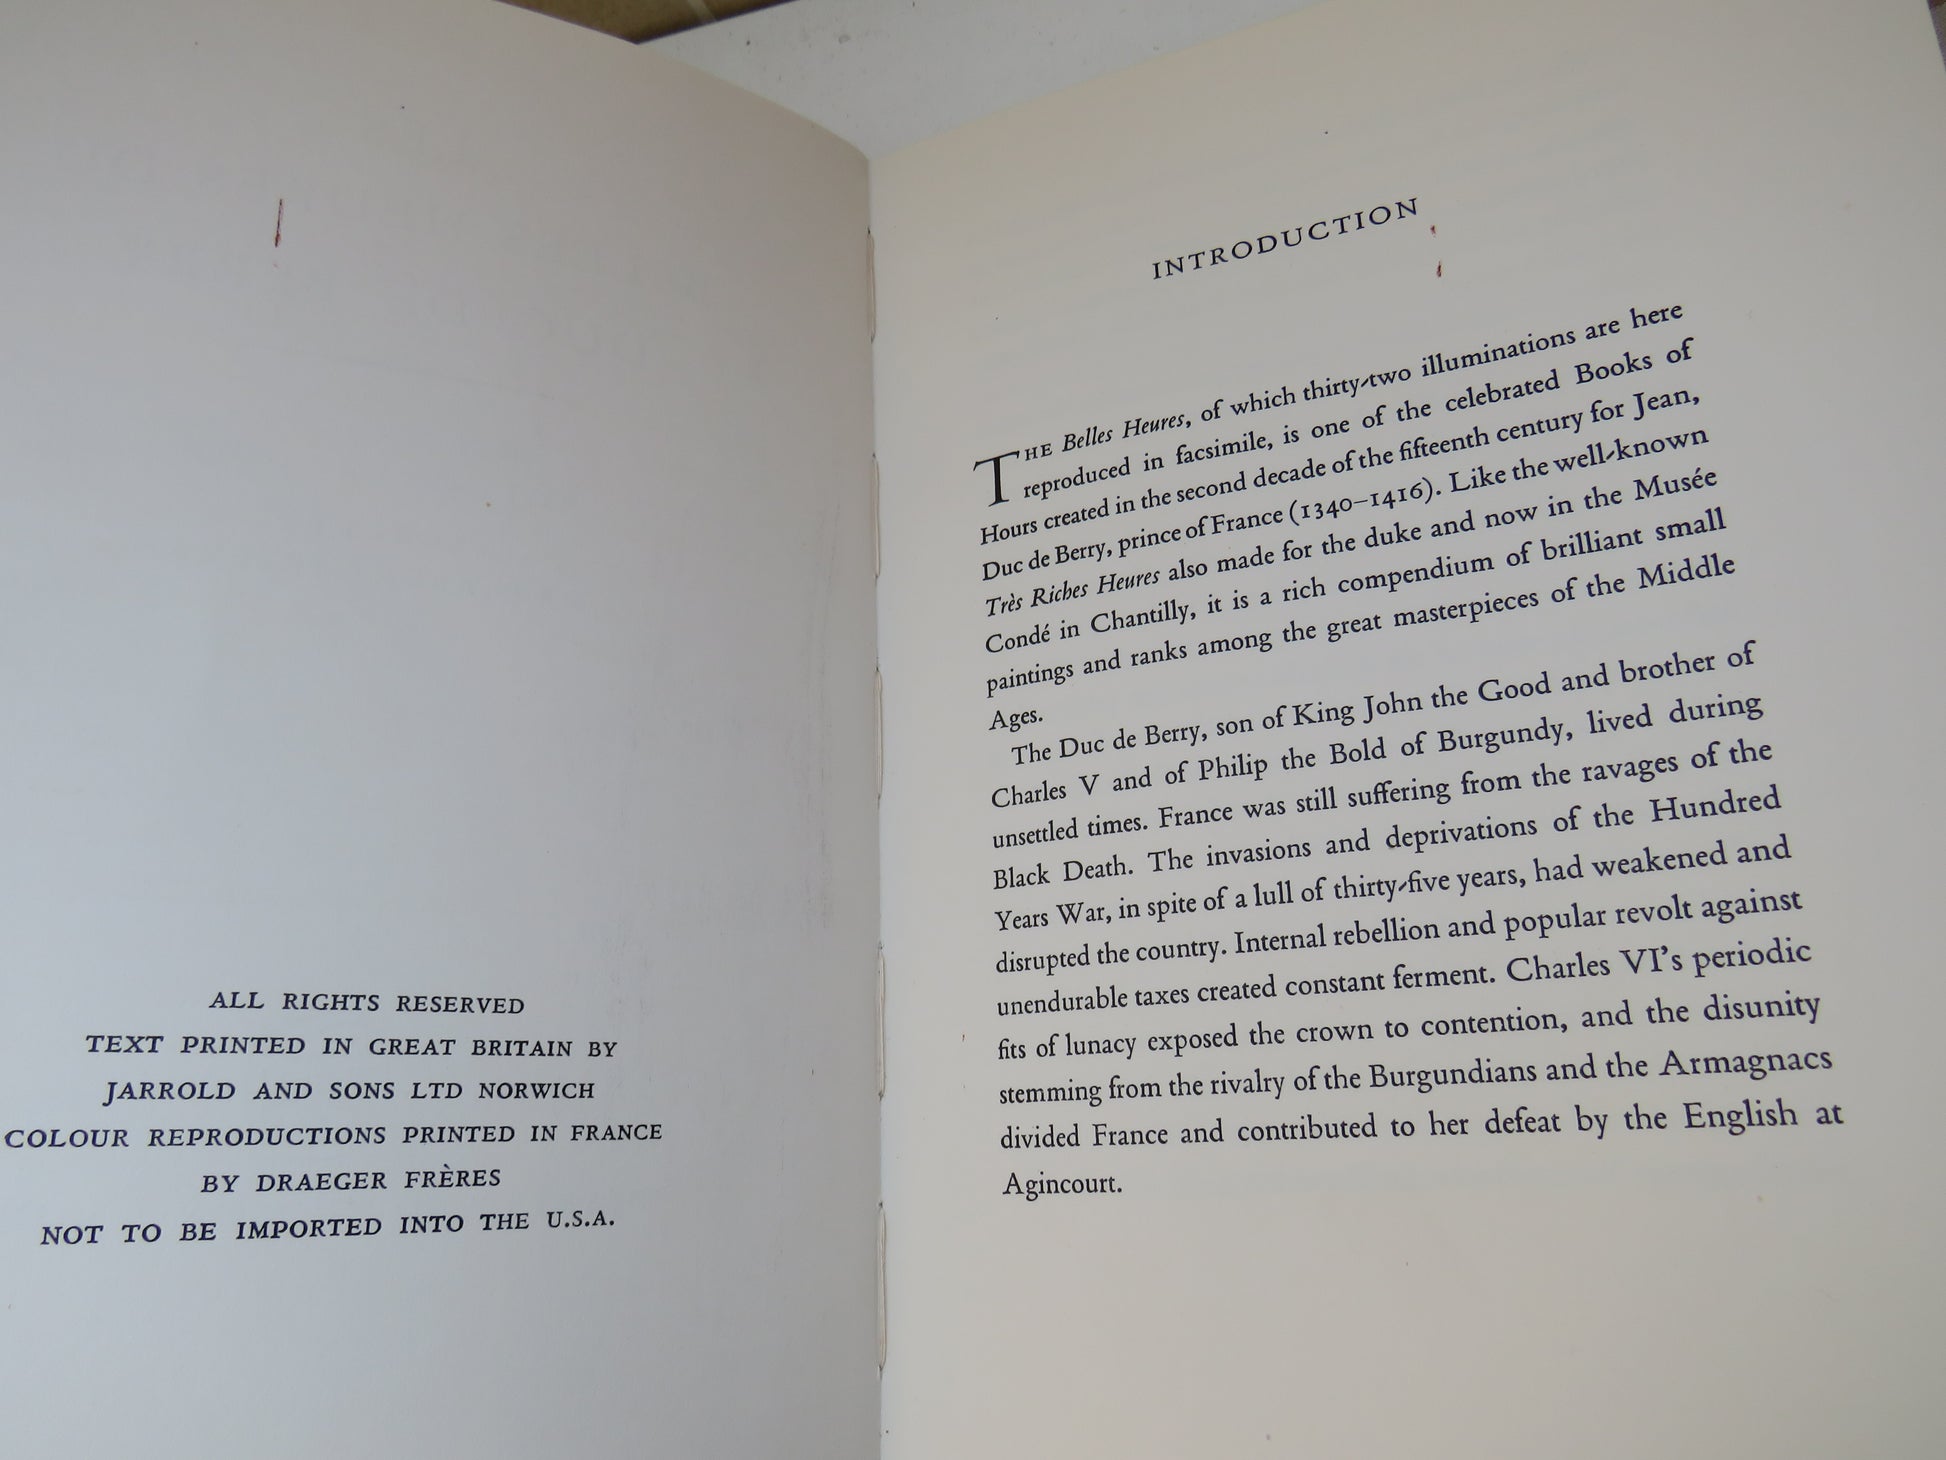 ALL RIGHTS RESERVED
TEXT PRINTED IN GREAT BRITAIN BY
JARROLD AND SONS LTD NORWICH
COLOUR REPRODUCTIONS PRINTED IN FRANCE
BY DRAEGER FRÈRES
NOT TO BE IMPORTED INTO THE U.S.A.
INTRODUCTION
THE Belles Heures, of which thirty-two illuminations are here
reproduced in facsimile, is one of the celebrated Books of
Hours created in the second decade of the fifteenth century for Jean,
Duc de Berry, prince of France (1340–1416). Like the well-known
Très Riches Heures also made for the duke and now in the Musée
Condé in Chantilly, it is a rich compendium of brilliant small
paintings and ranks among the great masterpieces of the Middle
Ages.
The Duc de Berry, son of King John the Good and brother of
Charles V and of Philip the Bold of Burgundy, lived during
unsettled times. France was still suffering from the ravages of the
Black Death. The invasions and deprivations of the Hundred
Years War, in spite of a lull of thirty-five years, had weakened and
disrupted the country. Internal rebellion and popular revolt against
unendurable taxes created constant ferment. Charles VI's periodic
fits of lunacy exposed the crown to contention, and the disunity
stemming from the rivalry of the Burgundians and the Armagnacs
divided France and contributed to her defeat by the English at
Agincourt.